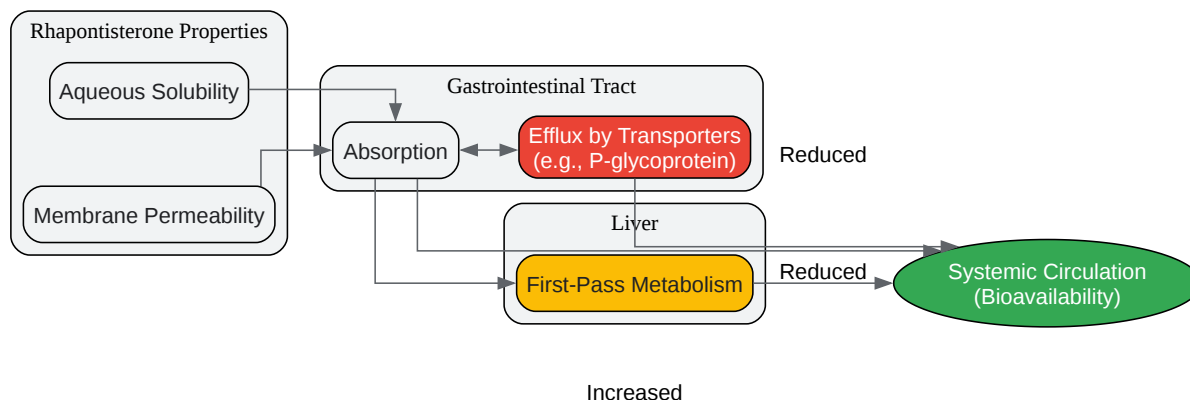 Rhapontisterone Properties
Aqueous Solubility
Membrane Permeability
Gastrointestinal Tract
Absorption
Efflux by Transporters
(e.g., P-glycoprotein)
Reduced
Liver
First-Pass Metabolism
Reduced
Systemic Circulation
(Bioavailability)
Increased